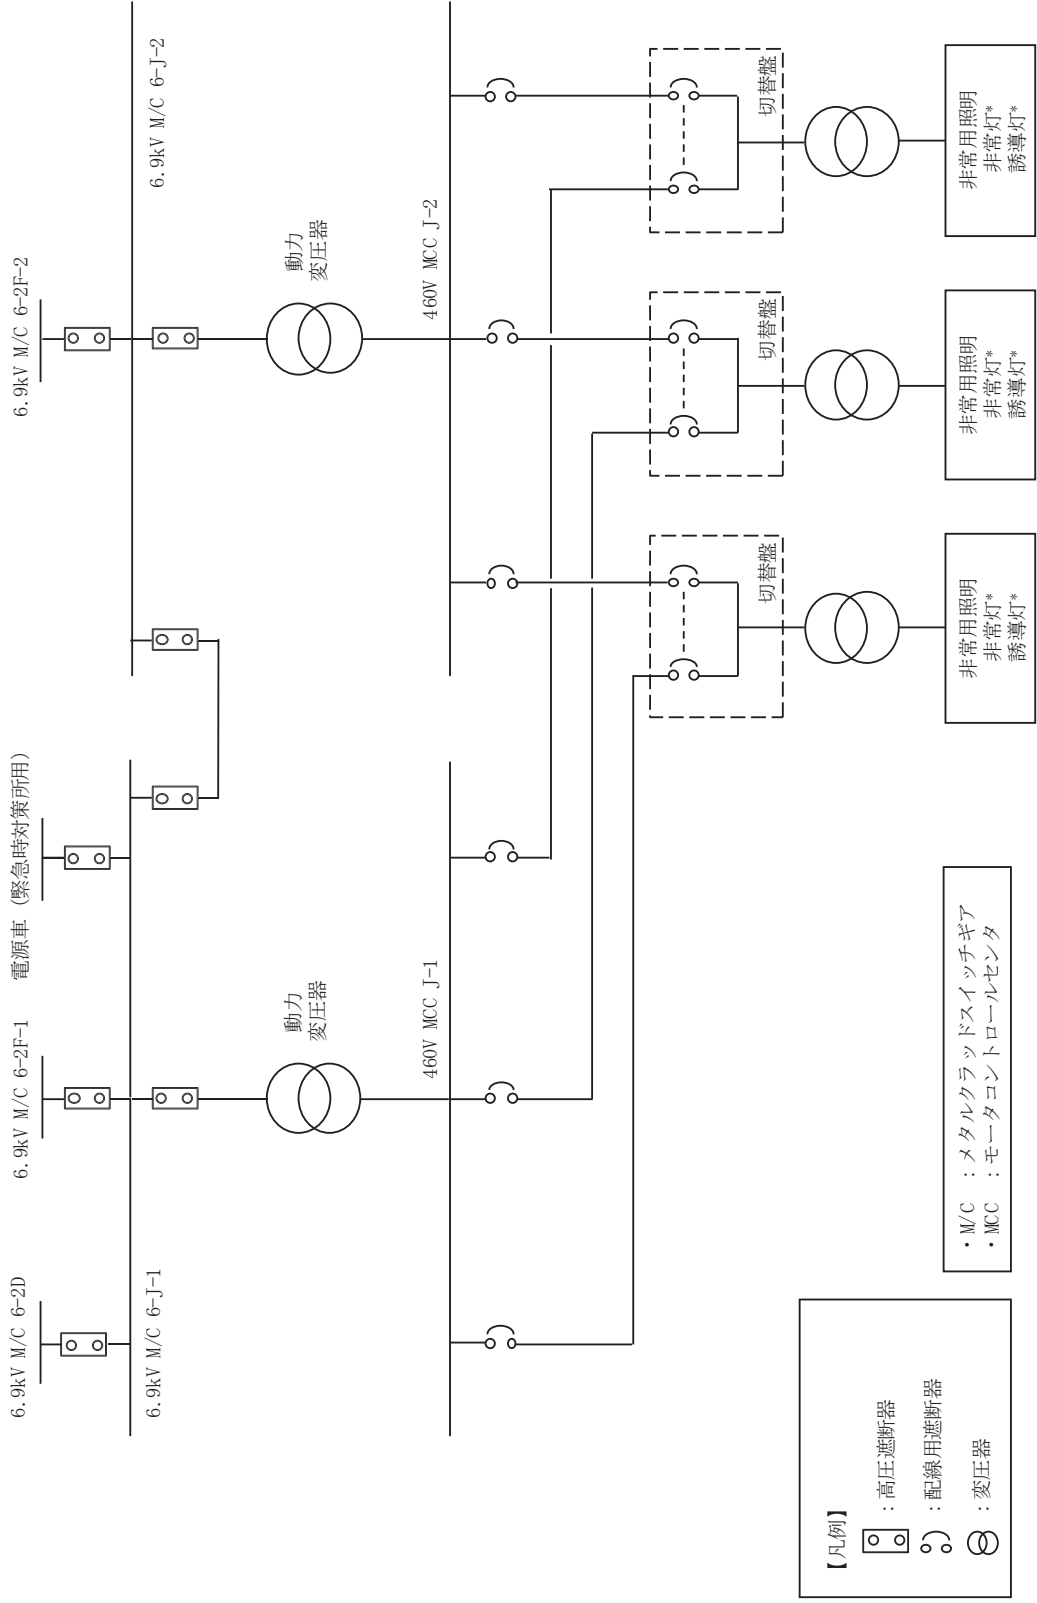 6.9kV M/C 6-2D
6.9kV M/C 6-2F-1
電源車 (緊急時対策所用)
6.9kV M/C 6-2F-2
6.9kV M/C 6-J-1
6.9kV M/C 6-J-2
動力
変圧器
動力
変圧器
460V MCC J-1
460V MCC J-2
切替盤
切替盤
切替盤
非常用照明
非常灯*
誘導灯*
非常用照明
非常灯*
誘導灯*
非常用照明
非常灯*
誘導灯*
【凡例】
:高圧遮断器
:配線用遮断器
:変圧器
・M/C :メタルクラッドスイッチギア
・MCC :モータコントロールセンタ